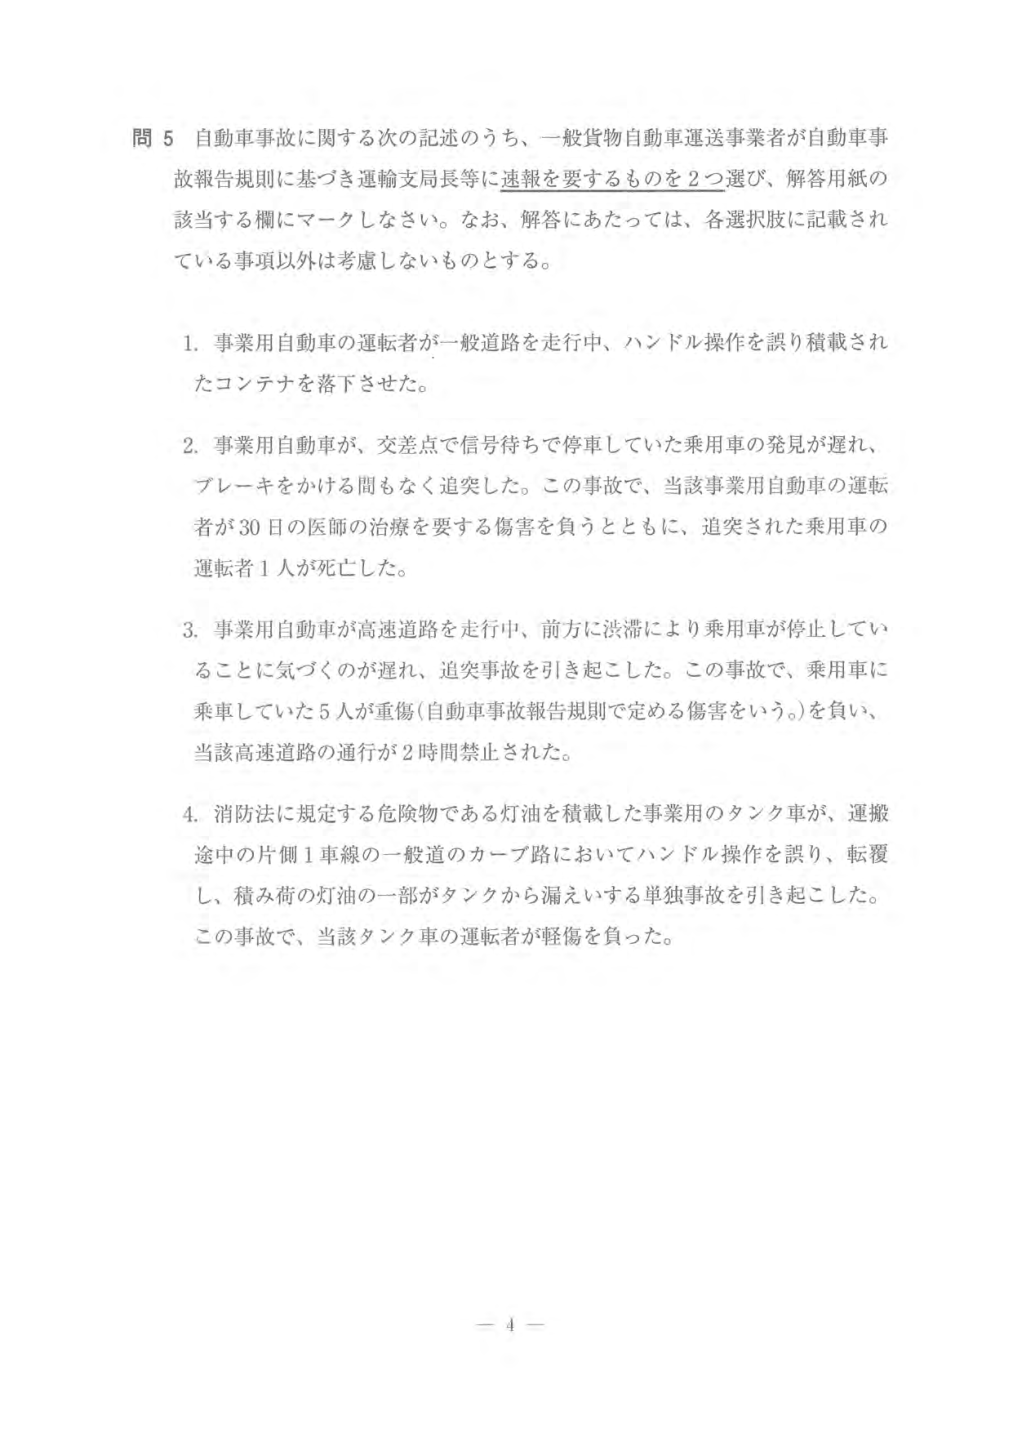 問 5 自動車事故に関する次の記述のうち、一般貨物自動車運送事業者が自動車事
故報告規則に基づき運輸支局長等に速報を要するものを2つ選び、解答用紙の
該当する欄にマークしなさい。なお、解答にあたっては、各選択肢に記載され
ている事項以外は考慮しないものとする。
1. 事業用自動車の運転者が一般道路を走行中、ハンドル操作を誤り積載され
たコンテナを落下させた。
2. 事業用自動車が、交差点で信号待ちで停車していた乗用車の発見が遅れ、
ブレーキをかける間もなく追突した。この事故で、当該事業用自動車の運転
者が30日の医師の治療を要する傷害を負うとともに、追突された乗用車の
運転者1人が死亡した。
3. 事業用自動車が高速道路を走行中、前方に渋滞により乗用車が停止してい
ることに気づくのが遅れ、追突事故を引き起こした。この事故で、乗用車に
乗車していた5人が重傷(自動車事故報告規則で定める傷害をいう。)を負い、
当該高速道路の通行が2時間禁止された。
4. 消防法に規定する危険物である灯油を積載した事業用のタンク車が、運搬
途中の片側1車線の一般道のカーブ路においてハンドル操作を誤り、転覆
し、積み荷の灯油の一部がタンクから漏えいする単独事故を引き起こした。
この事故で、当該タンク車の運転者が軽傷を負った。
— 4 —